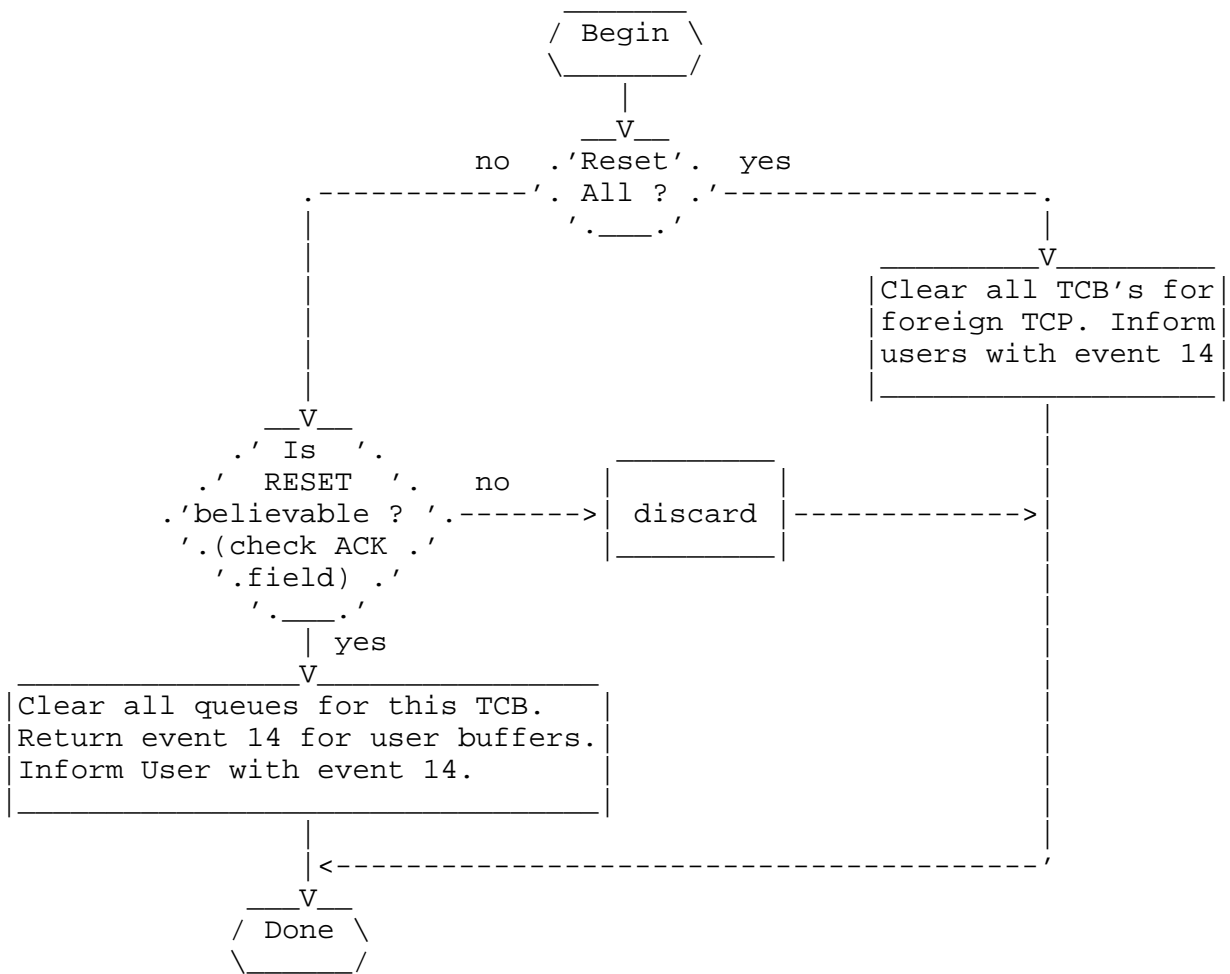 Begin
no yes
Reset
All ?
Clear all TCB's for
foreign TCP. Inform
users with event 14
Is
RESET
believable ?
(check ACK
field)
no
discard
yes
Clear all queues for this TCB.
Return event 14 for user buffers.
Inform User with event 14.
Done